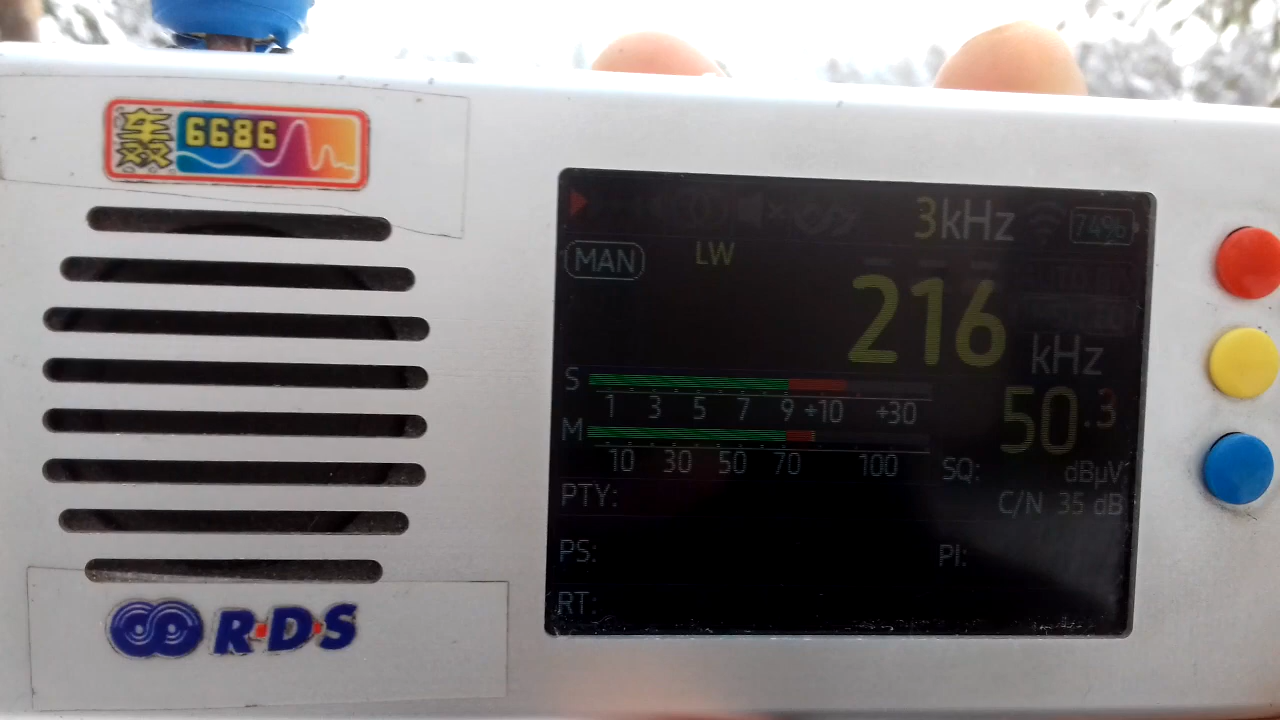 6686
R·D·S
3kHz
74%
MAN
LW
216
kHz
S
1 3 5 7 9 +10 +30
50.3
M
10 30 50 70 100
SQ:
dBµV
C/N 35 dB
PTY:
PS:
PI:
RT: